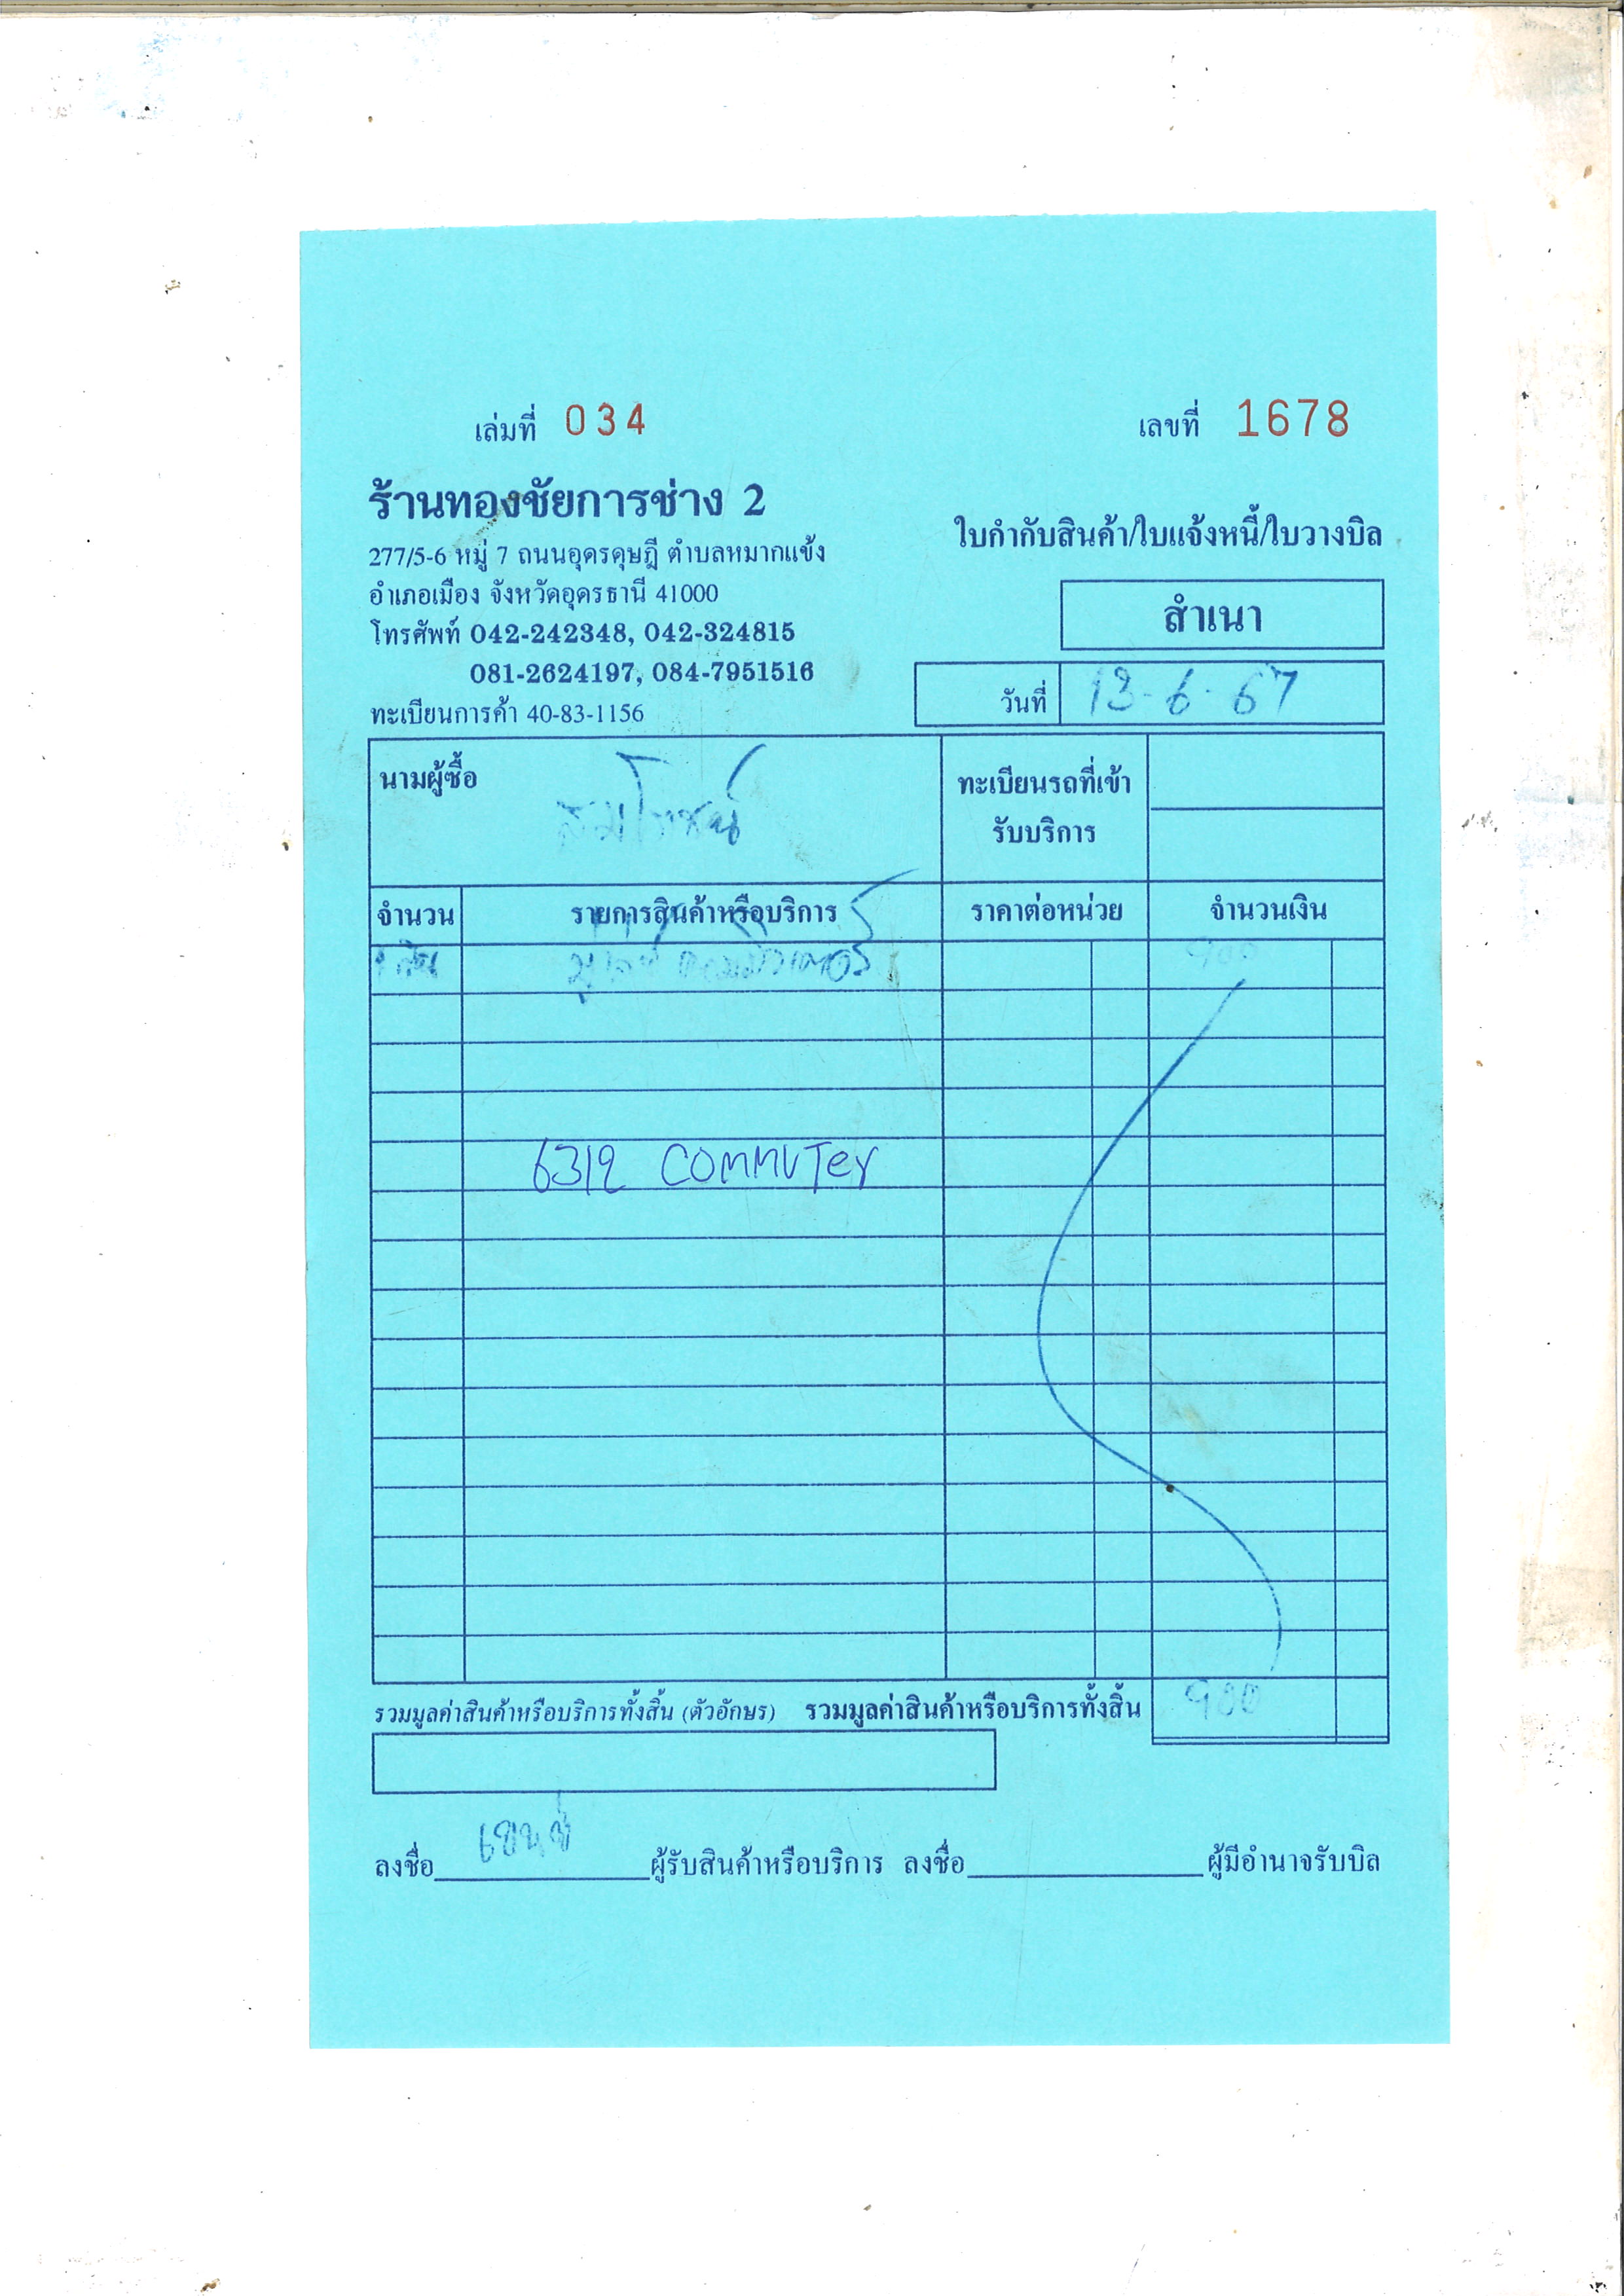 เล่มที่ 034
เลขที่ 1678
ร้านทองชัยการช่าง 2
277/5-6 หมู่ 7 ถนนอุดรดุษฎี ตำบลหมากแข้ง
อำเภอเมือง จังหวัดอุดรธานี 41000
โทรศัพท์ 042-242348, 042-324815
081-2624197, 084-7951516
ทะเบียนการค้า 40-83-1156
ใบกำกับสินค้า/ใบแจ้งหนี้/ใบวางบิล
สำเนา
วันที่ 13-6-67
นามผู้ซื้อ
ทะเบียนรถที่เข้า
รับบริการ
จำนวน รายการสินค้าหรือบริการ ราคาต่อหน่วย จำนวนเงิน
900
6312 COMMUTer
รวมมูลค่าสินค้าหรือบริการทั้งสิ้น (ตัวอักษร) รวมมูลค่าสินค้าหรือบริการทั้งสิ้น 900
ลงชื่อ ผู้รับสินค้าหรือบริการ ลงชื่อ ผู้มีอำนาจรับบิล